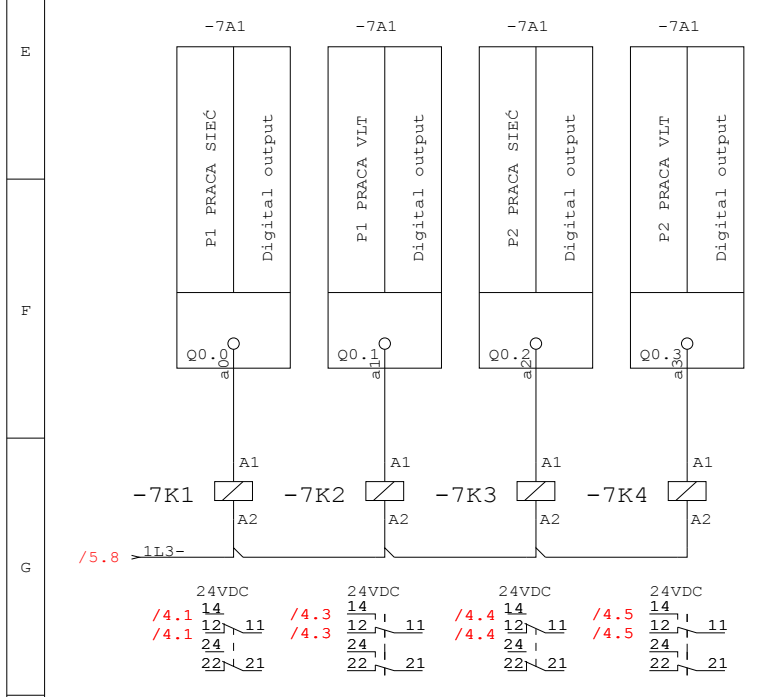 E
F
G
-7A1 -7A1 -7A1 -7A1
P1 PRACA SIEĆ
Digital output
P1 PRACA VLT
Digital output
P2 PRACA SIEĆ
Digital output
P2 PRACA VLT
Digital output
Q0.0 Q0.1 Q0.2 Q0.3
a0 a1 a2 a3
A1 A1 A1 A1
-7K1 -7K2 -7K3 -7K4
A2 A2 A2 A2
/5.8 1L3-
24VDC 24VDC 24VDC 24VDC
14 14 14 14
/4.1 12 11 /4.3 12 11 /4.4 12 11 /4.5 12 11
/4.1 24 /4.3 24 /4.4 24 /4.5 24
22 21 22 21 22 21 22 21